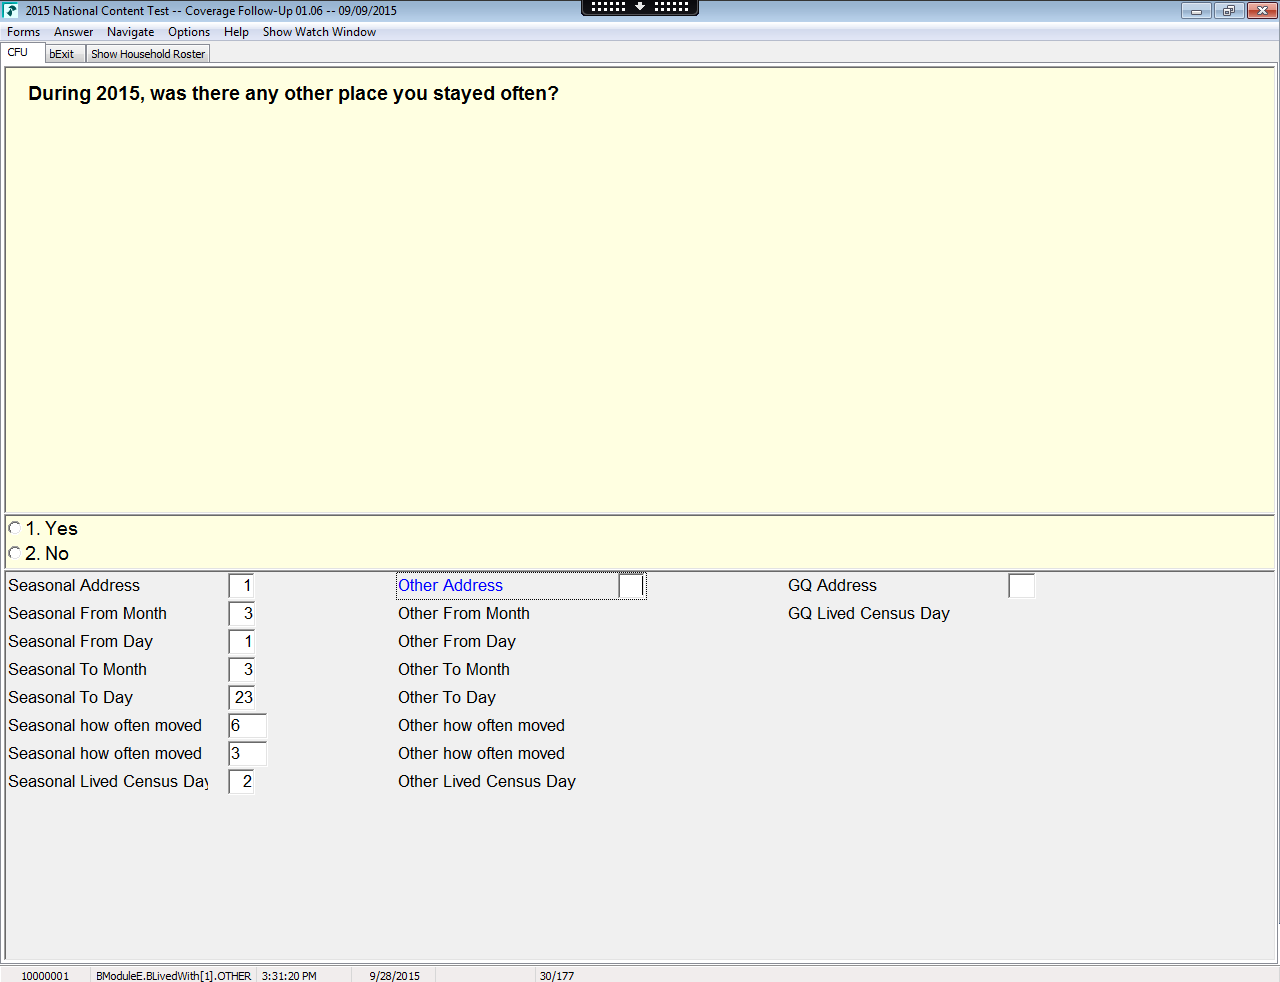 2015 National Content Test -- Coverage Follow-Up 01.06 -- 09/09/2015
Forms Answer Navigate Options Help Show Watch Window
CFU bExit Show Household Roster
During 2015, was there any other place you stayed often?
1. Yes
2. No
Seasonal Address 1 Other Address GQ Address
Seasonal From Month 3 Other From Month GQ Lived Census Day
Seasonal From Day 1 Other From Day
Seasonal To Month 3 Other To Month
Seasonal To Day 23 Other To Day
Seasonal how often moved 6 Other how often moved
Seasonal how often moved 3 Other how often moved
Seasonal Lived Census Day 2 Other Lived Census Day
10000001 BModuleE.BLivedWith[1].OTHER 3:31:20 PM 9/28/2015 30/177